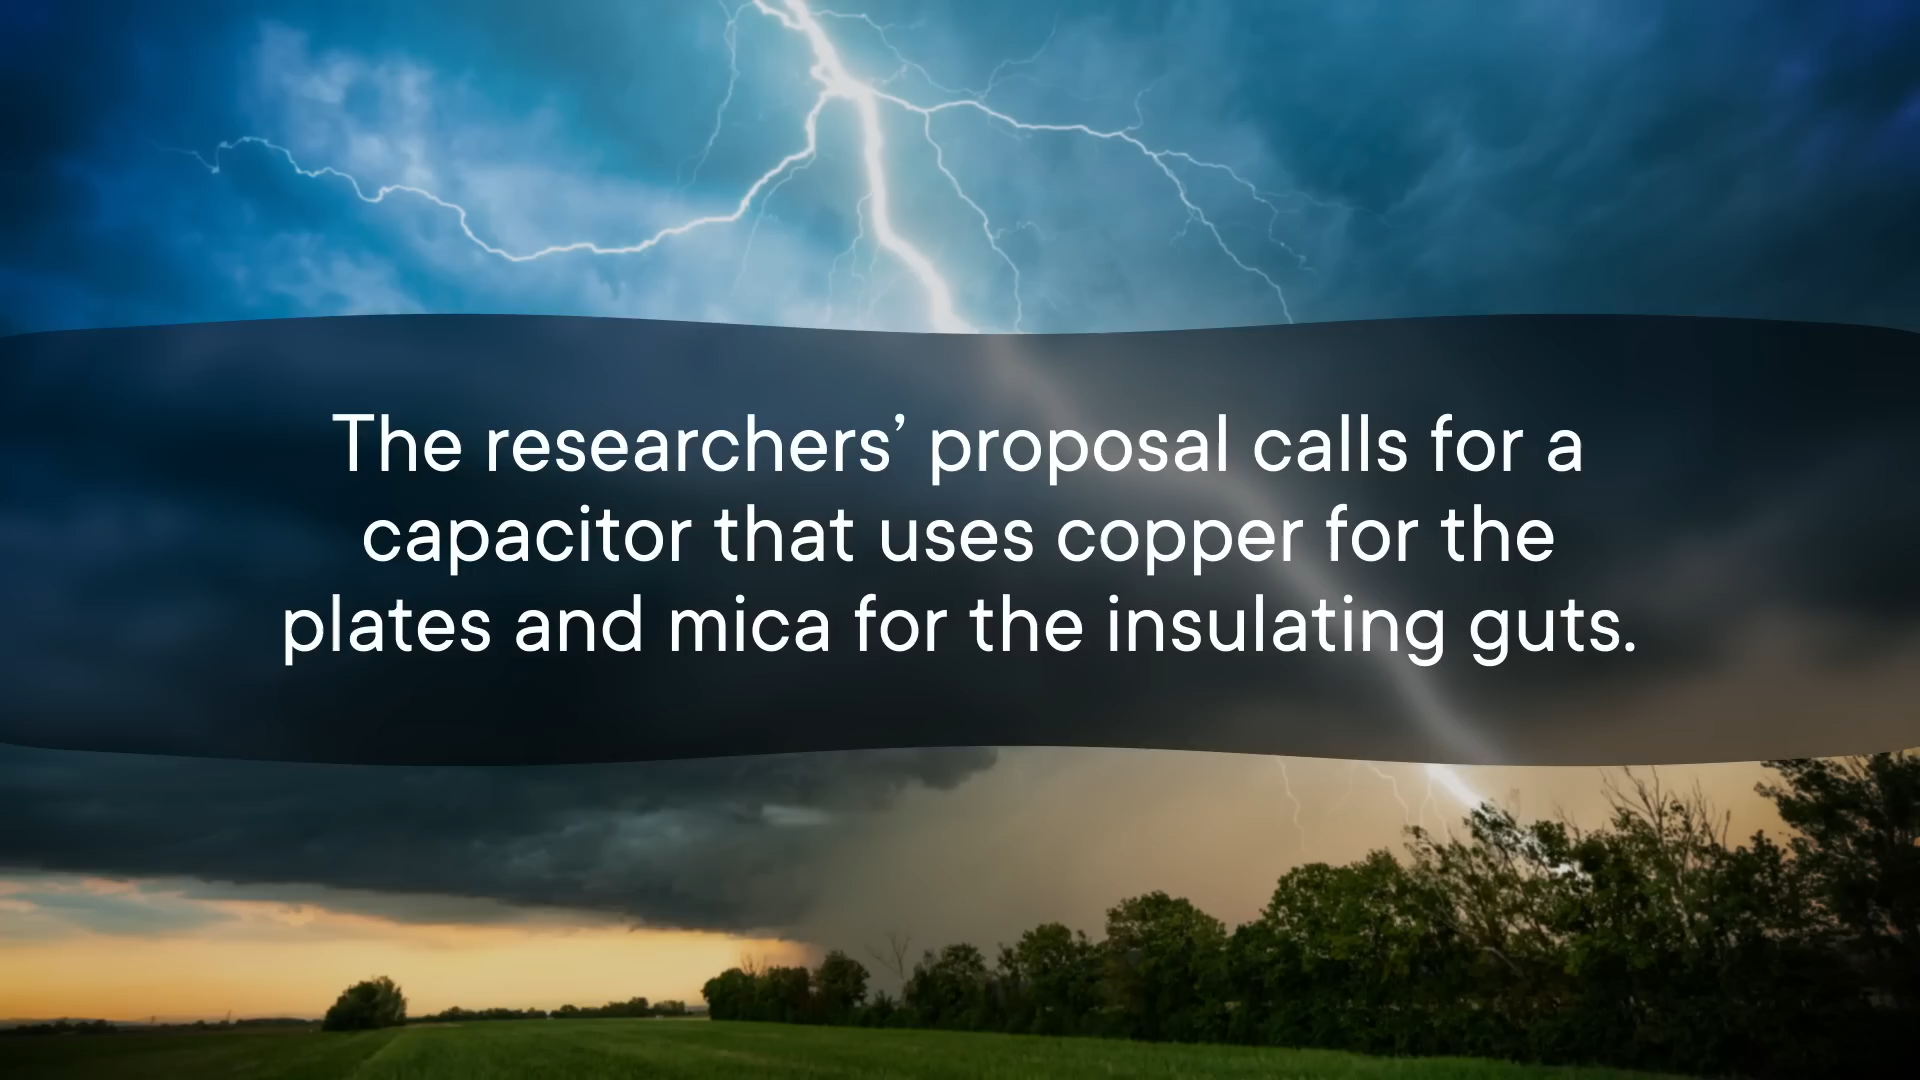 The researchers’ proposal calls for a
capacitor that uses copper for the
plates and mica for the insulating guts.